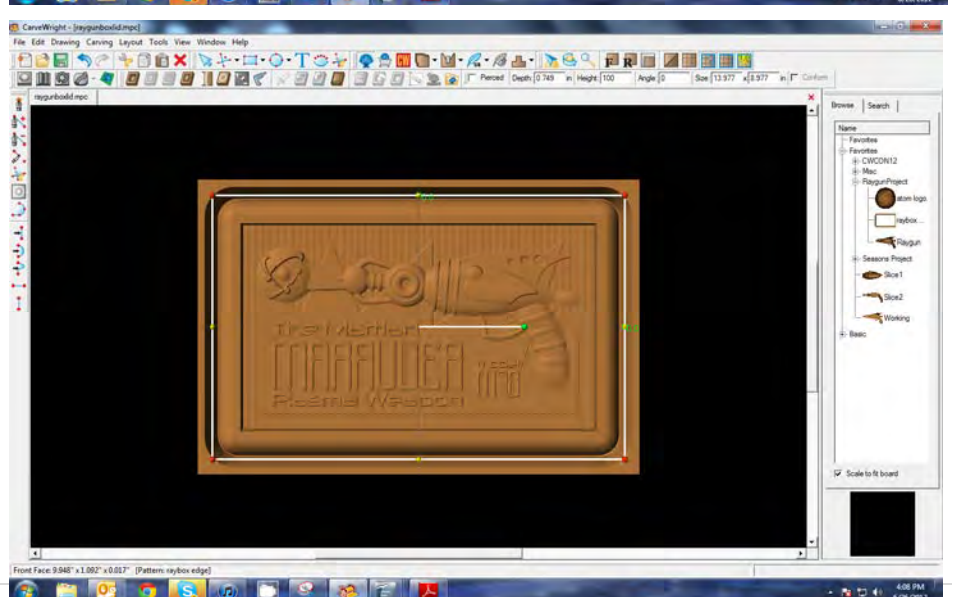 CarveWright - [raygunboxlid.mpc]
File Edit Drawing Carving Layout Tools View Window Help
Pierced Depth: 0.749 in Height: 100 Angle: 0 Size: 13.977 x 8.977 in Conform
raygunboxlid.mpc
Browse Search
Name
Favorites
Favorites
CWCON12
Misc
RaygunProject
atom logo
raybox ...
Raygun
Seasons Project
Slice1
Slice2
Working
Basic
The Martian
MARAUDER
Plasma Weapon
Scale to fit board
Front Face: 9.948" x 1.092" x 0.017" [Pattern: raybox edge]
4:08 PM